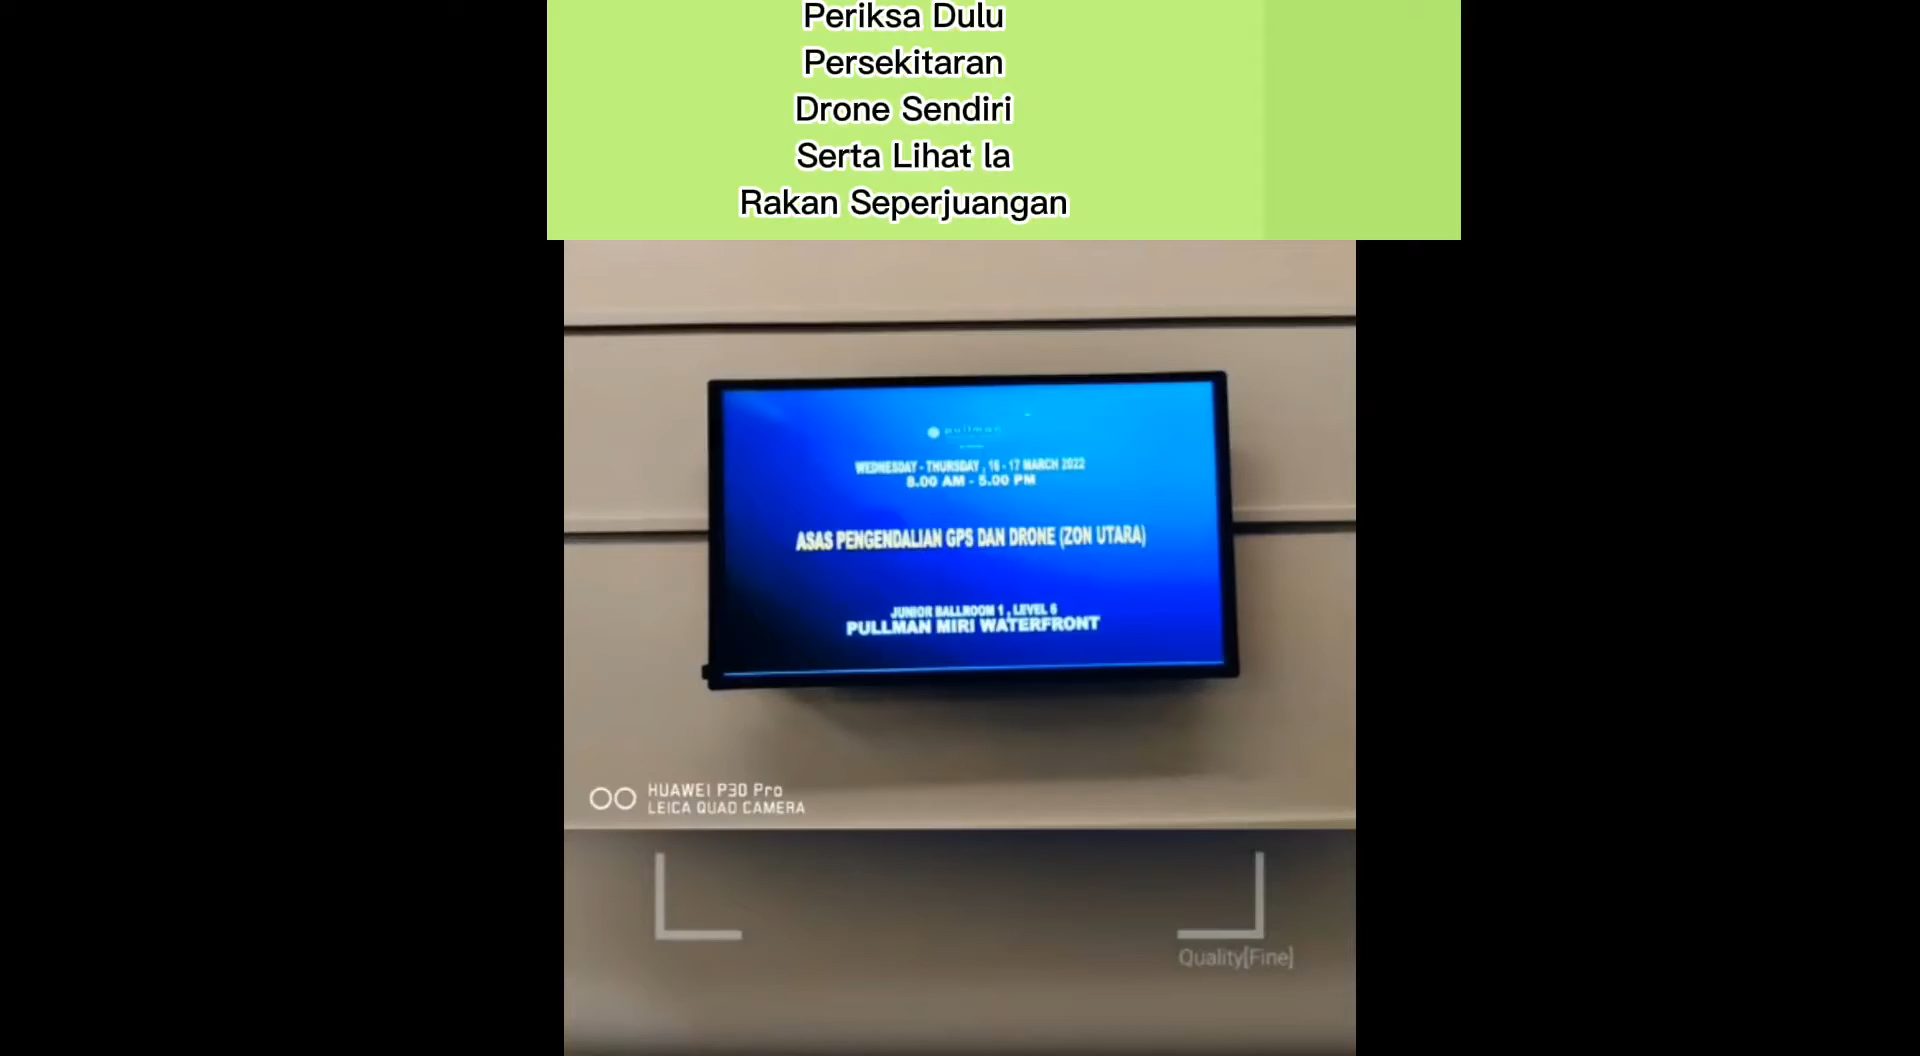 Periksa Dulu
Persekitaran
Drone Sendiri
Serta Lihat la
Rakan Seperjuangan
pullman
WEDNESDAY - THURSDAY , 16 - 17 MARCH 2022
8.00 AM - 5.00 PM
ASAS PENGENDALIAN GPS DAN DRONE (ZON UTARA)
JUNIOR BALLROOM 1 , LEVEL 5
PULLMAN MIRI WATERFRONT
HUAWEI P30 Pro
LEICA QUAD CAMERA
Quality[Fine]